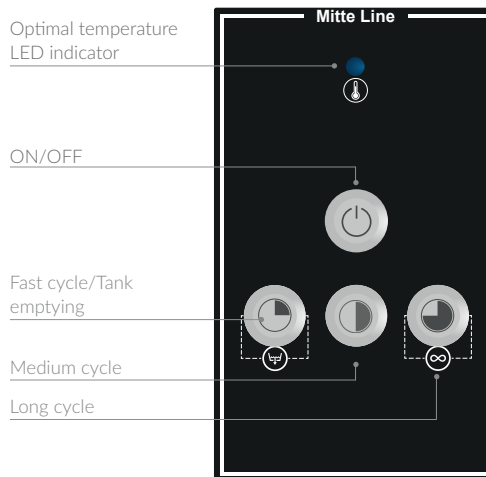 Mitte Line
Optimal temperature
LED indicator
ON/OFF
Fast cycle/Tank
emptying
Medium cycle
Long cycle